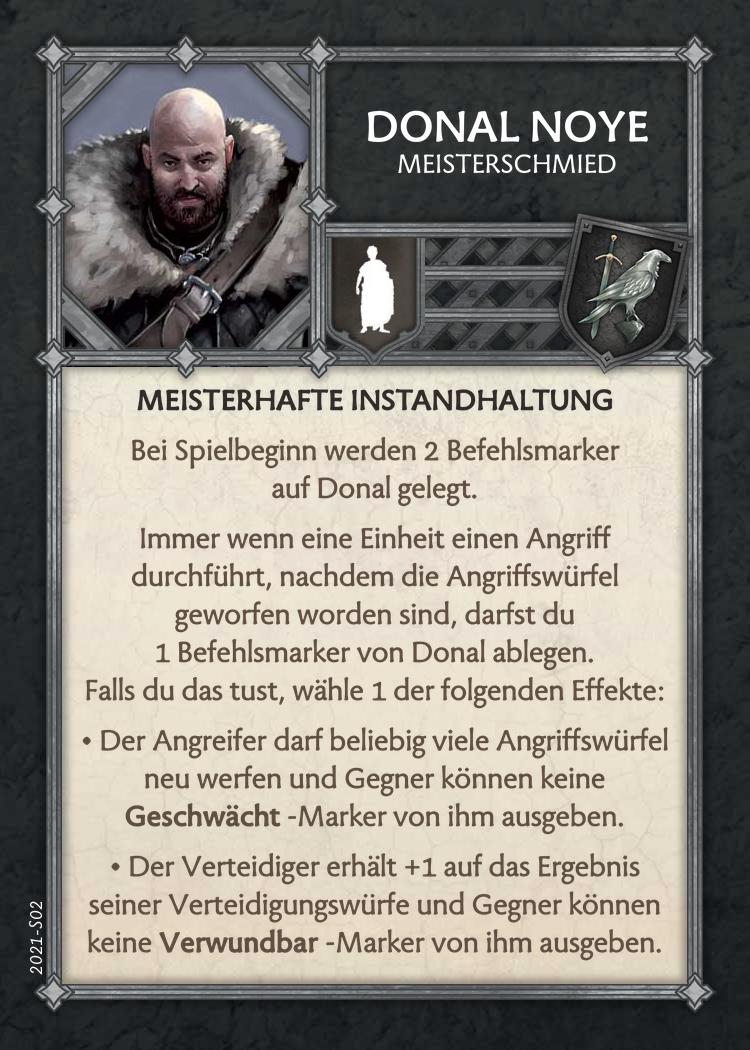 DONAL NOYE
MEISTERSCHMIED
MEISTERHAFTE INSTANDHALTUNG
Bei Spielbeginn werden 2 Befehlsmarker
auf Donal gelegt.
Immer wenn eine Einheit einen Angriff
durchführt, nachdem die Angriffswürfel
geworfen worden sind, darfst du
1 Befehlsmarker von Donal ablegen.
Falls du das tust, wähle 1 der folgenden Effekte:
• Der Angreifer darf beliebig viele Angriffswürfel
neu werfen und Gegner können keine
Geschwächt -Marker von ihm ausgeben.
• Der Verteidiger erhält +1 auf das Ergebnis
seiner Verteidigungswürfe und Gegner können
keine Verwundbar -Marker von ihm ausgeben.
2021-S02